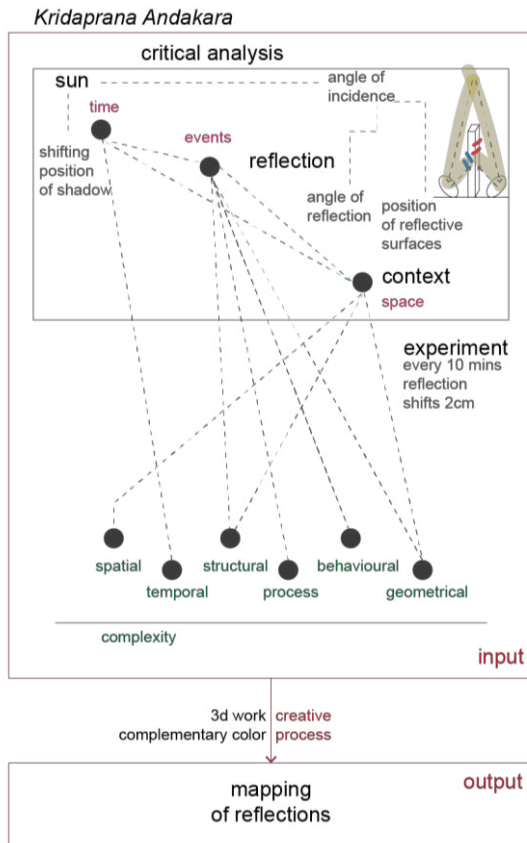 Kridaprana Andakara
critical analysis
sun
angle of
incidence
time
shifting
position
of shadow
events
reflection
angle of
reflection
position
of reflective
surfaces
context
space
experiment
every 10 mins
reflection
shifts 2cm
spatial
structural
behavioural
temporal
process
geometrical
complexity
input
3d work
complementary color
creative
process
output
mapping
of reflections